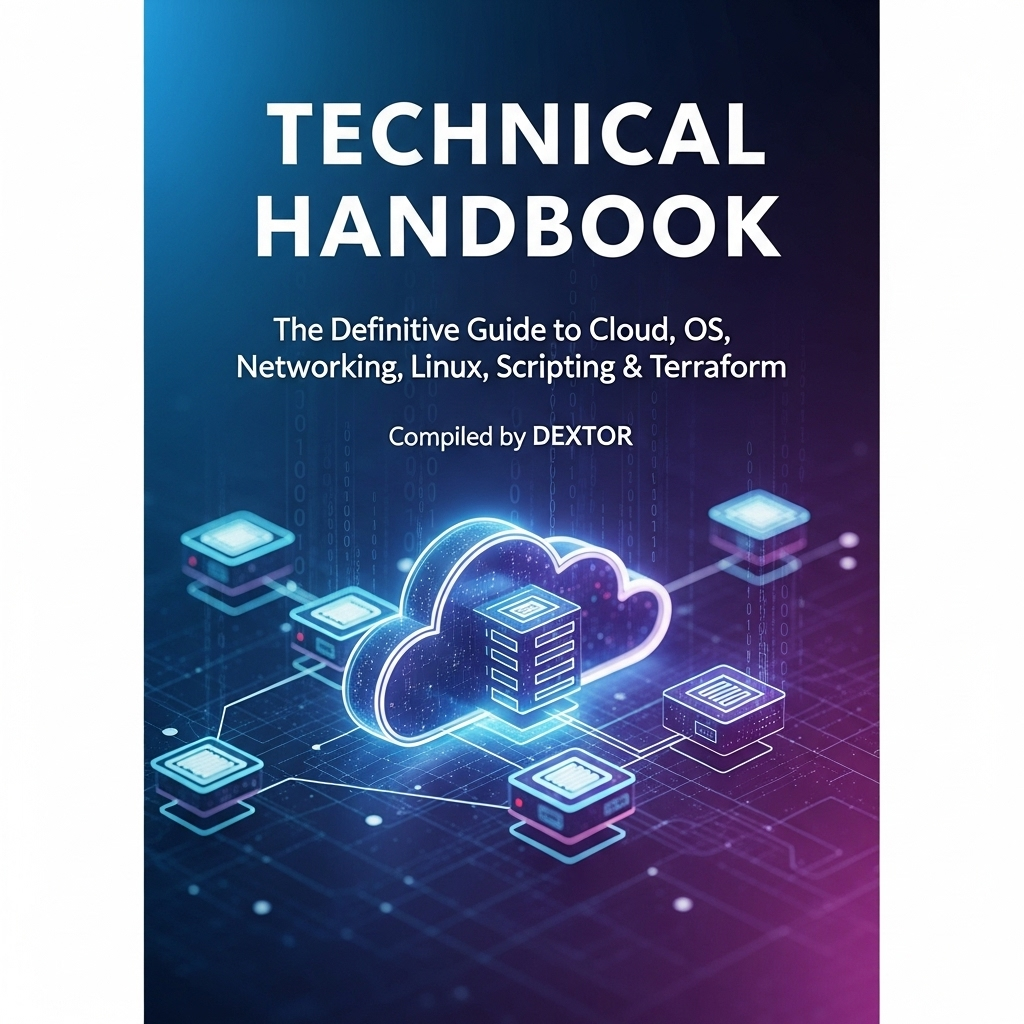 TECHNICAL
HANDBOOK
The Definitive Guide to Cloud, OS,
Networking, Linux, Scripting & Terraform
Compiled by DEXTOR